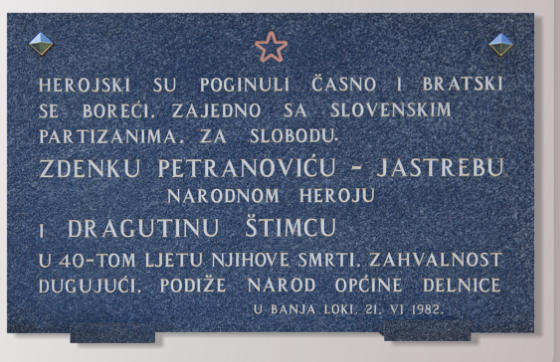 HEROJSKI SU POGINULI ČASNO I BRATSKI
SE BOREĆI, ZAJEDNO SA SLOVENSKIM
PARTIZANIMA, ZA SLOBODU.
ZDENKU PETRANOVIĆU - JASTREBU
NARODNOM HEROJU
I DRAGUTINU ŠTIMCU
U 40-TOM LJETU NJIHOVE SMRTI, ZAHVALNOST
DUGUJUĆI, PODIŽE NAROD OPĆINE DELNICE
U BANJA LOKI, 21. VI 1982.